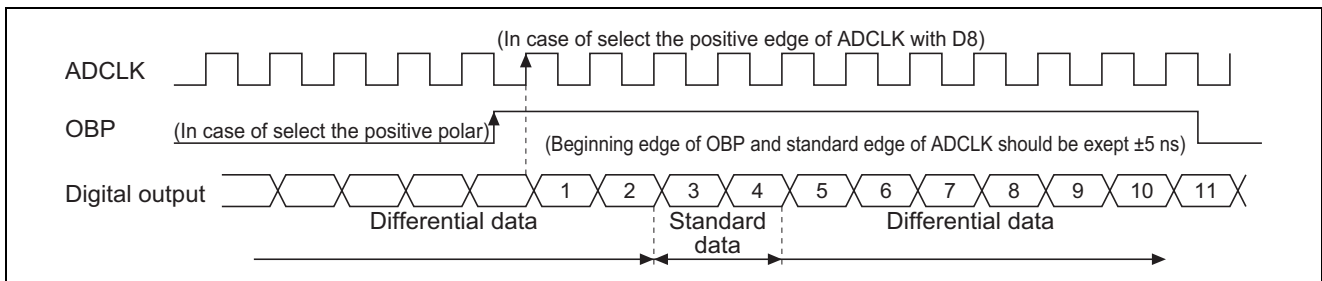 (In case of select the positive edge of ADCLK with D8)
ADCLK
OBP
(In case of select the positive polar)
(Beginning edge of OBP and standard edge of ADCLK should be exept ±5 ns)
Digital output
1 2 3 4 5 6 7 8 9 10 11
Differential data
Standard
data
Differential data